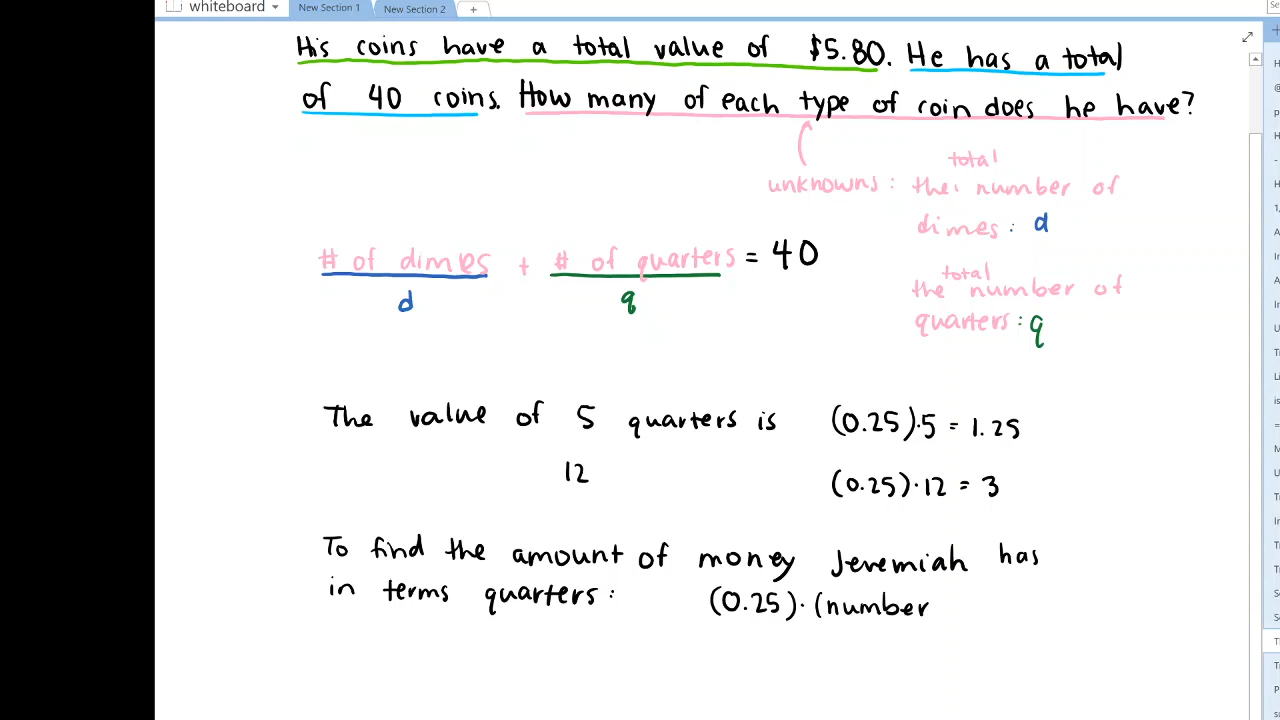 whiteboard New Section 1 New Section 2 +
His coins have a total value of $5.80. He has a total
of 40 coins. How many of each type of coin does he have?
unknowns: the total number of
dimes: d
# of dimes + # of quarters = 40
d q
the total number of
quarters: q
The value of 5 quarters is (0.25)·5 = 1.25
12 (0.25)·12 = 3
To find the amount of money Jeremiah has
in terms quarters: (0.25)·(number